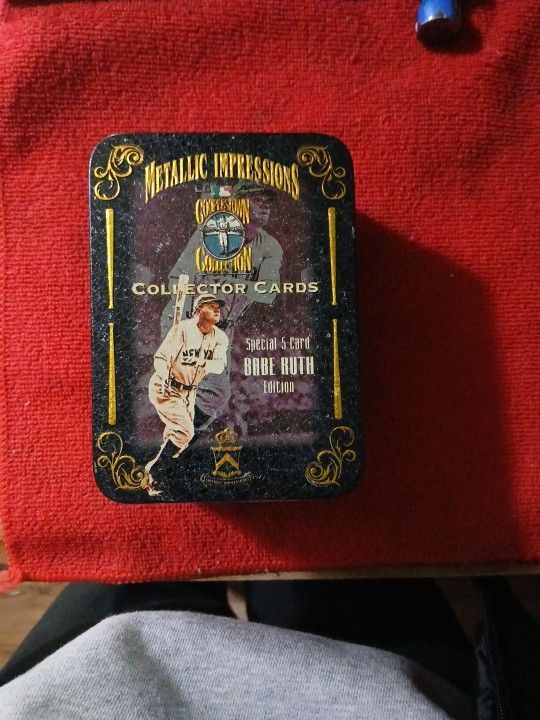 METALLIC IMPRESSIONS
COOPERSTOWN
COLLECTION
COLLECTOR CARDS
Special 5-Card
BABE RUTH
Edition
NEW YORK